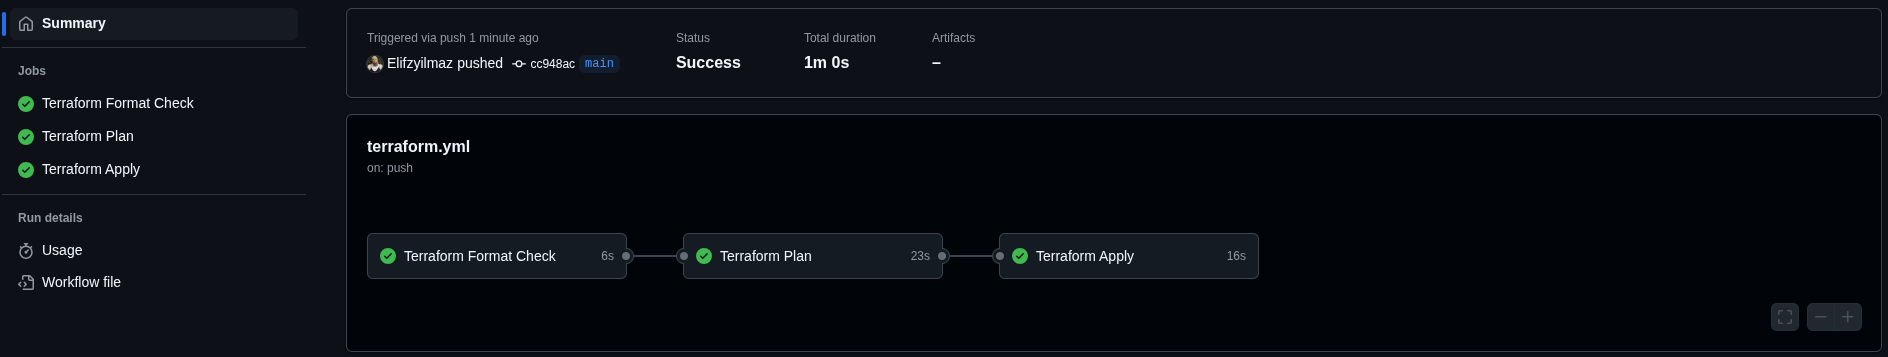 Summary
Jobs
Terraform Format Check
Terraform Plan
Terraform Apply
Run details
Usage
Workflow file
Triggered via push 1 minute ago
Elifzyilmaz pushed cc948ac main
Status
Success
Total duration
1m 0s
Artifacts
–
terraform.yml
on: push
Terraform Format Check 6s
Terraform Plan 23s
Terraform Apply 16s